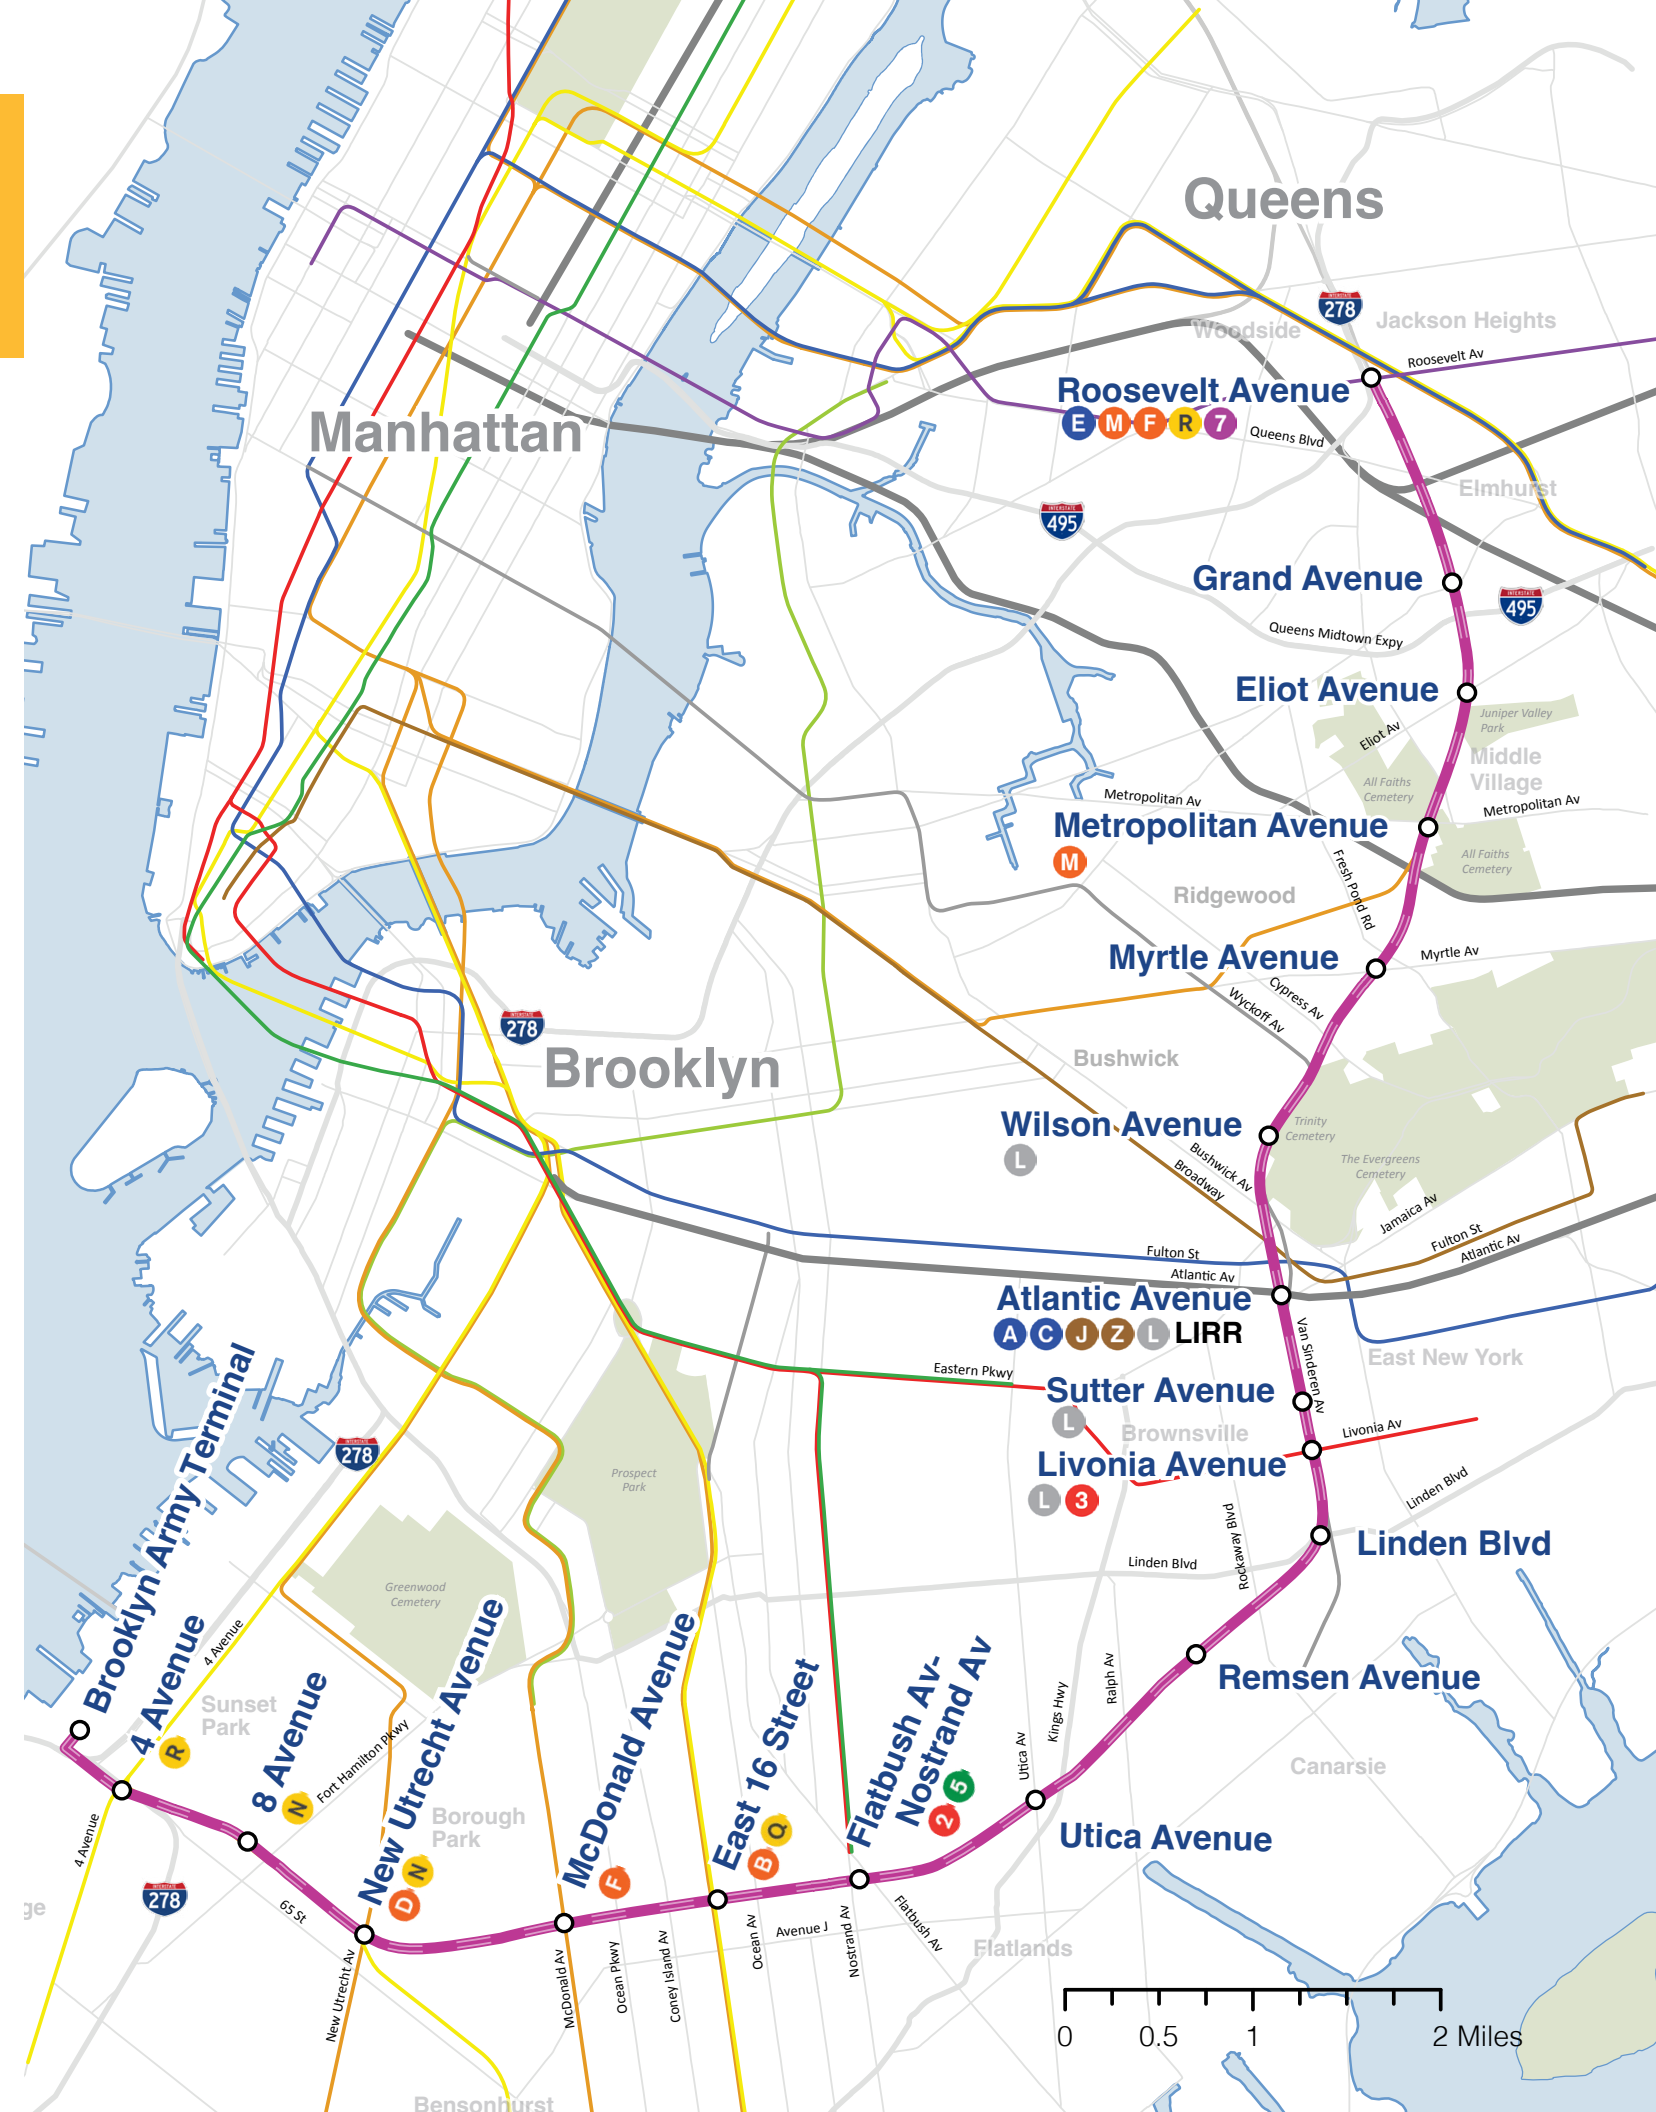 Queens
INTERSTATE
278
Jackson Heights
Woodside
Roosevelt Av
Roosevelt Avenue
E M F R 7
Queens Blvd
Manhattan
Elmhurst
INTERSTATE
495
Grand Avenue
INTERSTATE
495
Queens Midtown Expy
Eliot Avenue
Juniper Valley
Park
Eliot Av
Middle
Village
All Faiths
Cemetery
Metropolitan Av
Metropolitan Av
Metropolitan Avenue
M
Fresh Pond Rd
All Faiths
Cemetery
Ridgewood
Myrtle Avenue
Myrtle Av
Cypress Av
Wyckoff Av
INTERSTATE
278
Brooklyn
Bushwick
Wilson Avenue
L
Trinity
Cemetery
Bushwick Av
Broadway
The Evergreens
Cemetery
Jamaica Av
Fulton St
Atlantic Av
Fulton St
Atlantic Av
Atlantic Avenue
A C J Z L LIRR
Van Sinderen Av
East New York
Eastern Pkwy
Sutter Avenue
L
Brownsville
Livonia Av
Livonia Avenue
L 3
Linden Blvd
Rockaway Blvd
Linden Blvd
Linden Blvd
Prospect
Park
INTERSTATE
278
Greenwood
Cemetery
Brooklyn Army Terminal
4 Avenue
R
4 Avenue
Sunset
Park
8 Avenue
N
Fort Hamilton Pkwy
New Utrecht Avenue
D N
Borough
Park
McDonald Avenue
F
East 16 Street
B Q
Flatbush Av-
Nostrand Av
2 5
Remsen Avenue
Ralph Av
Kings Hwy
Utica Av
Canarsie
Utica Avenue
4 Avenue
INTERSTATE
278
ge
65 St
New Utrecht Av
McDonald Av
Ocean Pkwy
Coney Island Av
Ocean Av
Avenue J
Nostrand Av
Flatbush Av
Flatlands
0 0.5 1 2 Miles
Bensonhurst